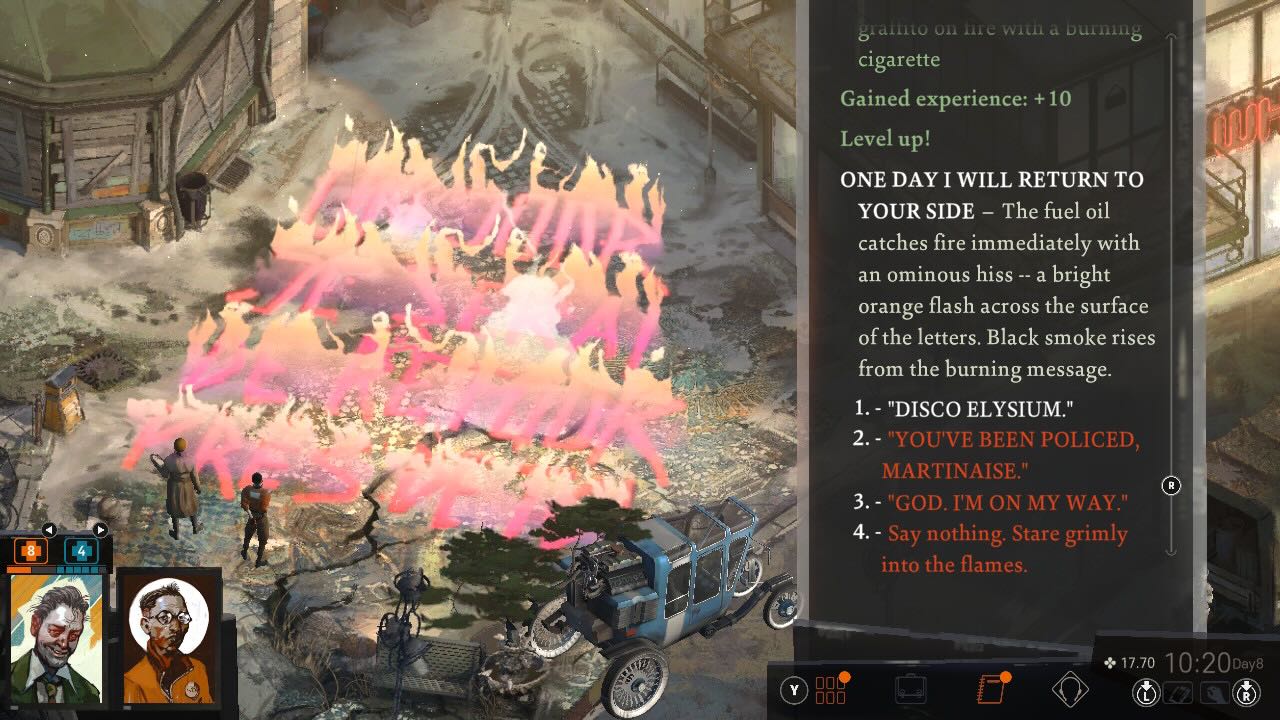 graffito on fire with a burning
cigarette
Gained experience: +10
Level up!
ONE DAY I WILL RETURN TO
YOUR SIDE – The fuel oil
catches fire immediately with
an ominous hiss -- a bright
orange flash across the surface
of the letters. Black smoke rises
from the burning message.
1. - "DISCO ELYSIUM."
2. - "YOU'VE BEEN POLICED,
MARTINAISE."
3. - "GOD. I'M ON MY WAY."
4. - Say nothing. Stare grimly
into the flames.
R
8 4
17.70 10:20 Day8
Y
L R